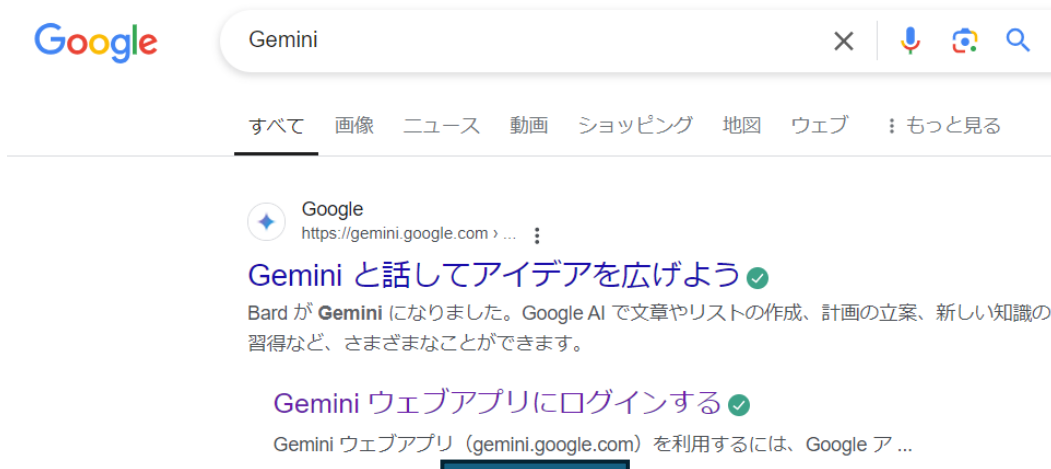 Google
Gemini
すべて 画像 ニュース 動画 ショッピング 地図 ウェブ もっと見る
Google
https://gemini.google.com › ...
Gemini と話してアイデアを広げよう
Bard が Gemini になりました。Google AI で文章やリストの作成、計画の立案、新しい知識の
習得など、さまざまなことができます。
Gemini ウェブアプリにログインする
Gemini ウェブアプリ（gemini.google.com）を利用するには、Google ア ...